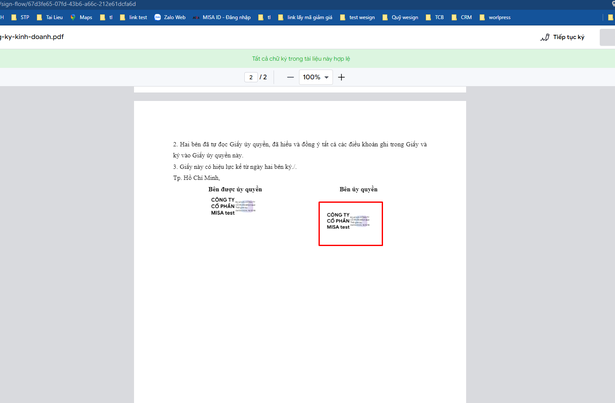 sign-flow/67d3fe65-07fd-43b6-a66c-212e61dcfa6d
H STP Tai Lieu Maps tl link test Zalo Web MISA ID - Đăng nhập tl link lấy mã giảm giá test wesign Quỹ wesign TCB CRM worlpress
g-ky-kinh-doanh.pdf Tiếp tục ký
Tất cả chữ ký trong tài liệu này hợp lệ
2 / 2 — 100% +
2. Hai bên đã tự đọc Giấy ủy quyền, đã hiểu và đồng ý tất cả các điều khoản ghi trong Giấy và
ký vào Giấy ủy quyền này.
3. Giấy này có hiệu lực kể từ ngày hai bên ký./.
Tp. Hồ Chí Minh,
Bên được ủy quyền Bên ủy quyền
CÔNG TY
CỔ PHẦN
MISA test
CÔNG TY
CỔ PHẦN
MISA test